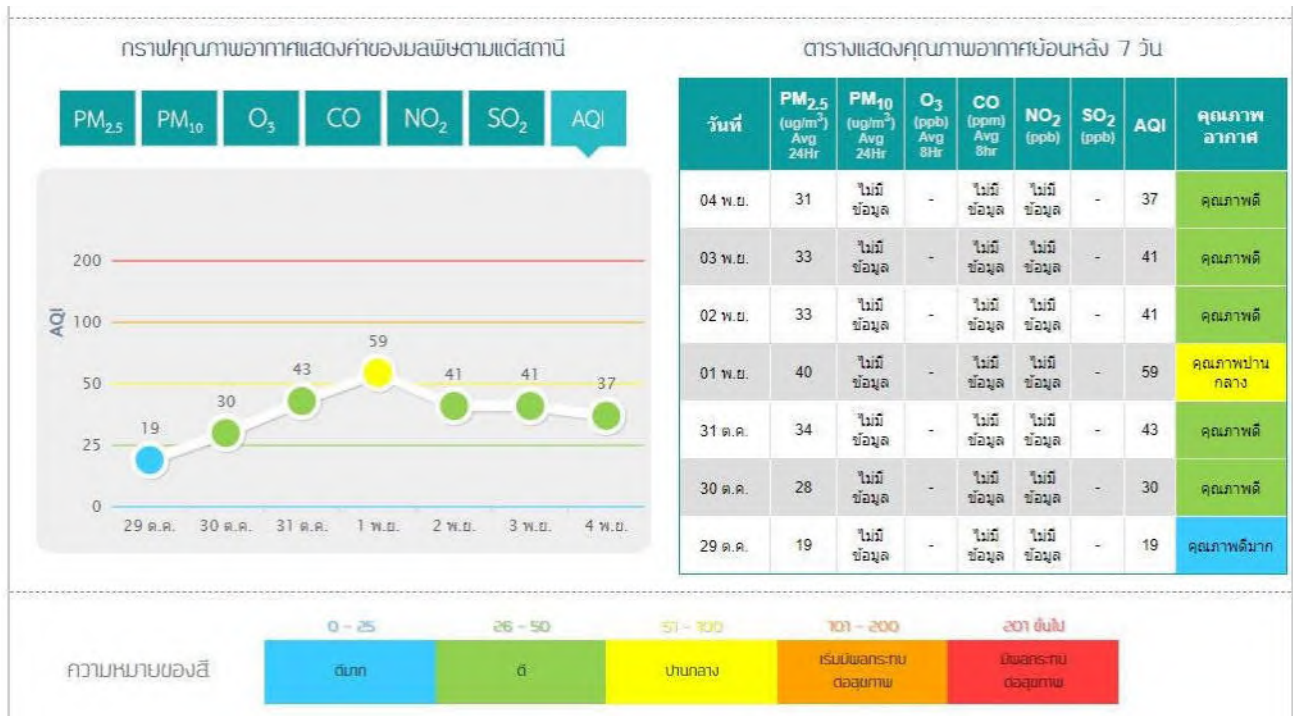 กราฟคุณภาพอากาศแสดงค่าของมลพิษตามแต่สถานี
PM2.5 PM10 O3 CO NO2 SO2 AQI
200
100
50
25
0
AQI
19 30 43 59 41 41 37
29 ต.ค. 30 ต.ค. 31 ต.ค. 1 พ.ย. 2 พ.ย. 3 พ.ย. 4 พ.ย.
ตารางแสดงคุณภาพอากาศย้อนหลัง 7 วัน
วันที่ PM2.5 (ug/m3) Avg 24Hr PM10 (ug/m3) Avg 24Hr O3 (ppb) Avg 8Hr CO (ppm) Avg 8hr NO2 (ppb) SO2 (ppb) AQI คุณภาพอากาศ
04 พ.ย. 31 ไม่มีข้อมูล - ไม่มีข้อมูล ไม่มีข้อมูล - 37 คุณภาพดี
03 พ.ย. 33 ไม่มีข้อมูล - ไม่มีข้อมูล ไม่มีข้อมูล - 41 คุณภาพดี
02 พ.ย. 33 ไม่มีข้อมูล - ไม่มีข้อมูล ไม่มีข้อมูล - 41 คุณภาพดี
01 พ.ย. 40 ไม่มีข้อมูล - ไม่มีข้อมูล ไม่มีข้อมูล - 59 คุณภาพปานกลาง
31 ต.ค. 34 ไม่มีข้อมูล - ไม่มีข้อมูล ไม่มีข้อมูล - 43 คุณภาพดี
30 ต.ค. 28 ไม่มีข้อมูล - ไม่มีข้อมูล ไม่มีข้อมูล - 30 คุณภาพดี
29 ต.ค. 19 ไม่มีข้อมูล - ไม่มีข้อมูล ไม่มีข้อมูล - 19 คุณภาพดีมาก
0 - 25 26 - 50 51 - 100 101 - 200 201 ขึ้นไป
ความหมายของสี ดีมาก ดี ปานกลาง เริ่มมีผลกระทบต่อสุขภาพ มีผลกระทบต่อสุขภาพ